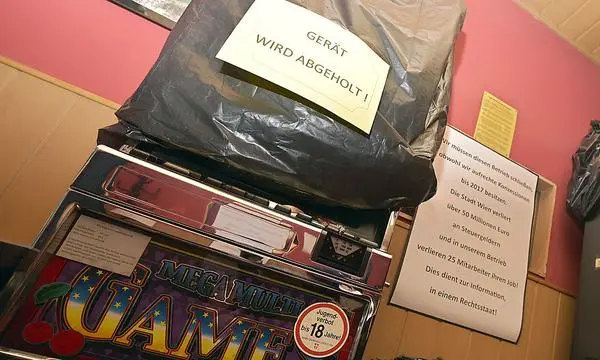 GERÄT
WIRD ABGEHOLT !
Wir müssen diesen Betrieb schließen,
obwohl wir aufrechte Konzessionen
bis 2017 besitzen.
Die Stadt Wien verliert
über 50 Millionen Euro
an Steuergeldern
und in unserem Betrieb
verlieren 25 Mitarbeiter ihren Job!
Dies dient zur Information,
in einem Rechtsstaat!
MEGA MULTI
GAME
Jugend-
verbot
bis 18 Jahre!